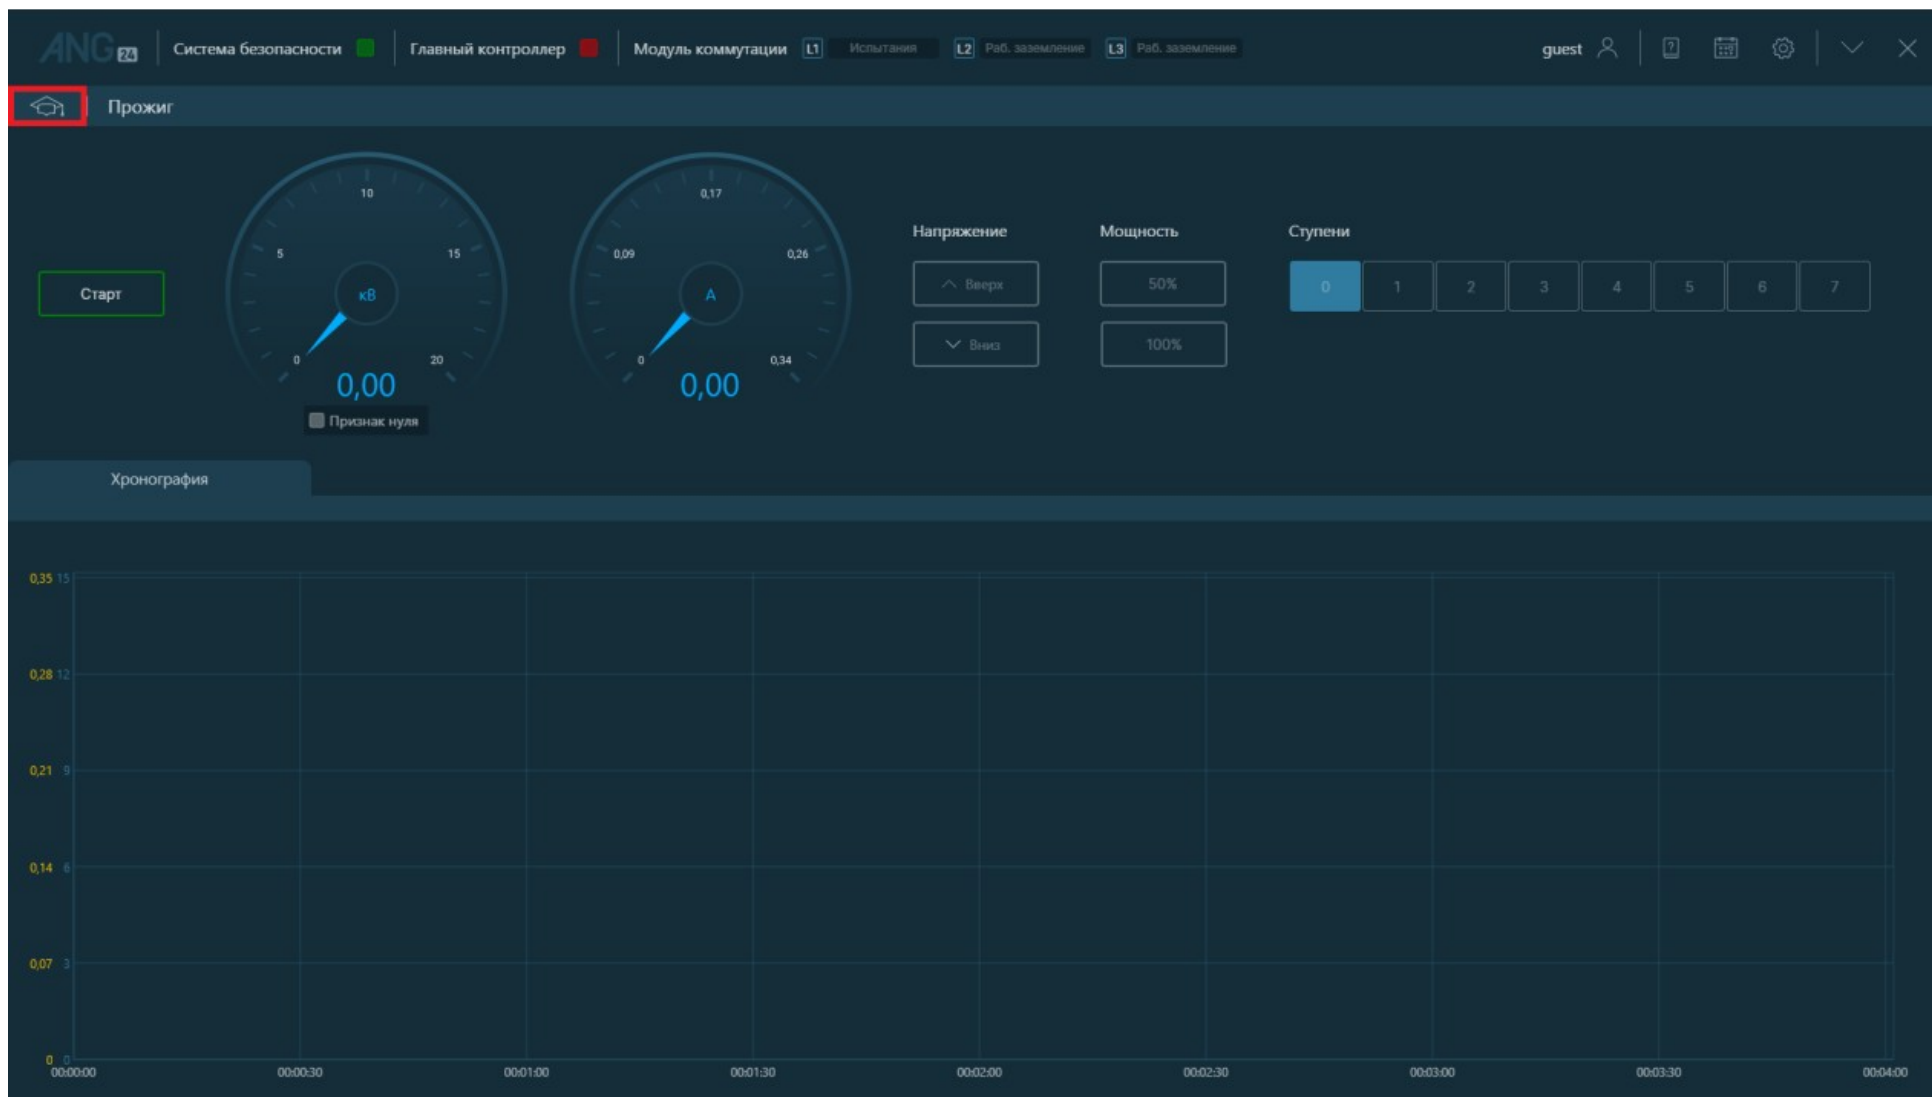 ANG 24 Система безопасности Главный контроллер Модуль коммутации L1 Испытания L2 Раб. заземление L3 Раб. заземление guest ?
Прожиг
Старт
0 5 10 15 20
кВ
0,00
Признак нуля
0 0,09 0,17 0,26 0,34
А
0,00
Напряжение
Вверх
Вниз
Мощность
50%
100%
Ступени
0 1 2 3 4 5 6 7
Хронография
0,35 15
0,28 12
0,21 9
0,14 6
0,07 3
0 0
00:00:00 00:00:30 00:01:00 00:01:30 00:02:00 00:02:30 00:03:00 00:03:30 00:04:00